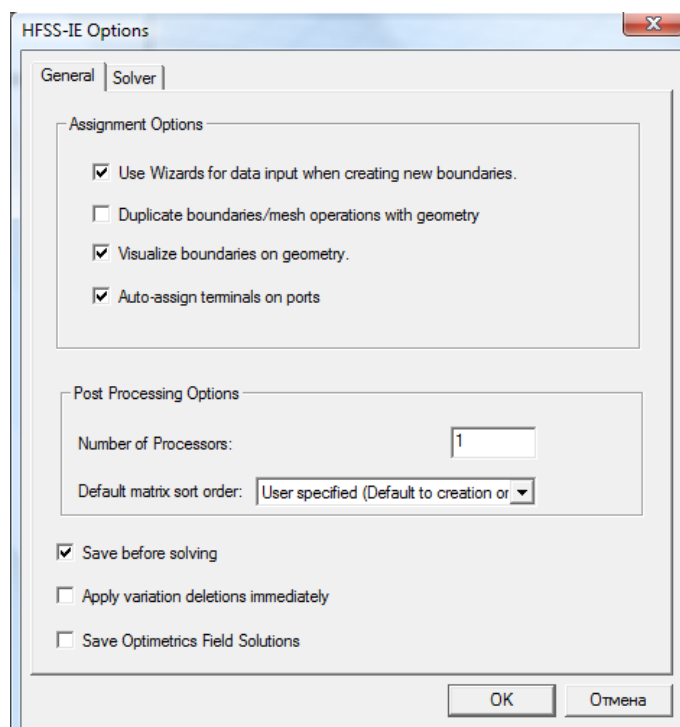 HFSS-IE Options
General
Solver
Assignment Options
Use Wizards for data input when creating new boundaries.
Duplicate boundaries/mesh operations with geometry
Visualize boundaries on geometry.
Auto-assign terminals on ports
Post Processing Options
Number of Processors:
1
Default matrix sort order:
User specified (Default to creation or
Save before solving
Apply variation deletions immediately
Save Optimetrics Field Solutions
OK
Отмена